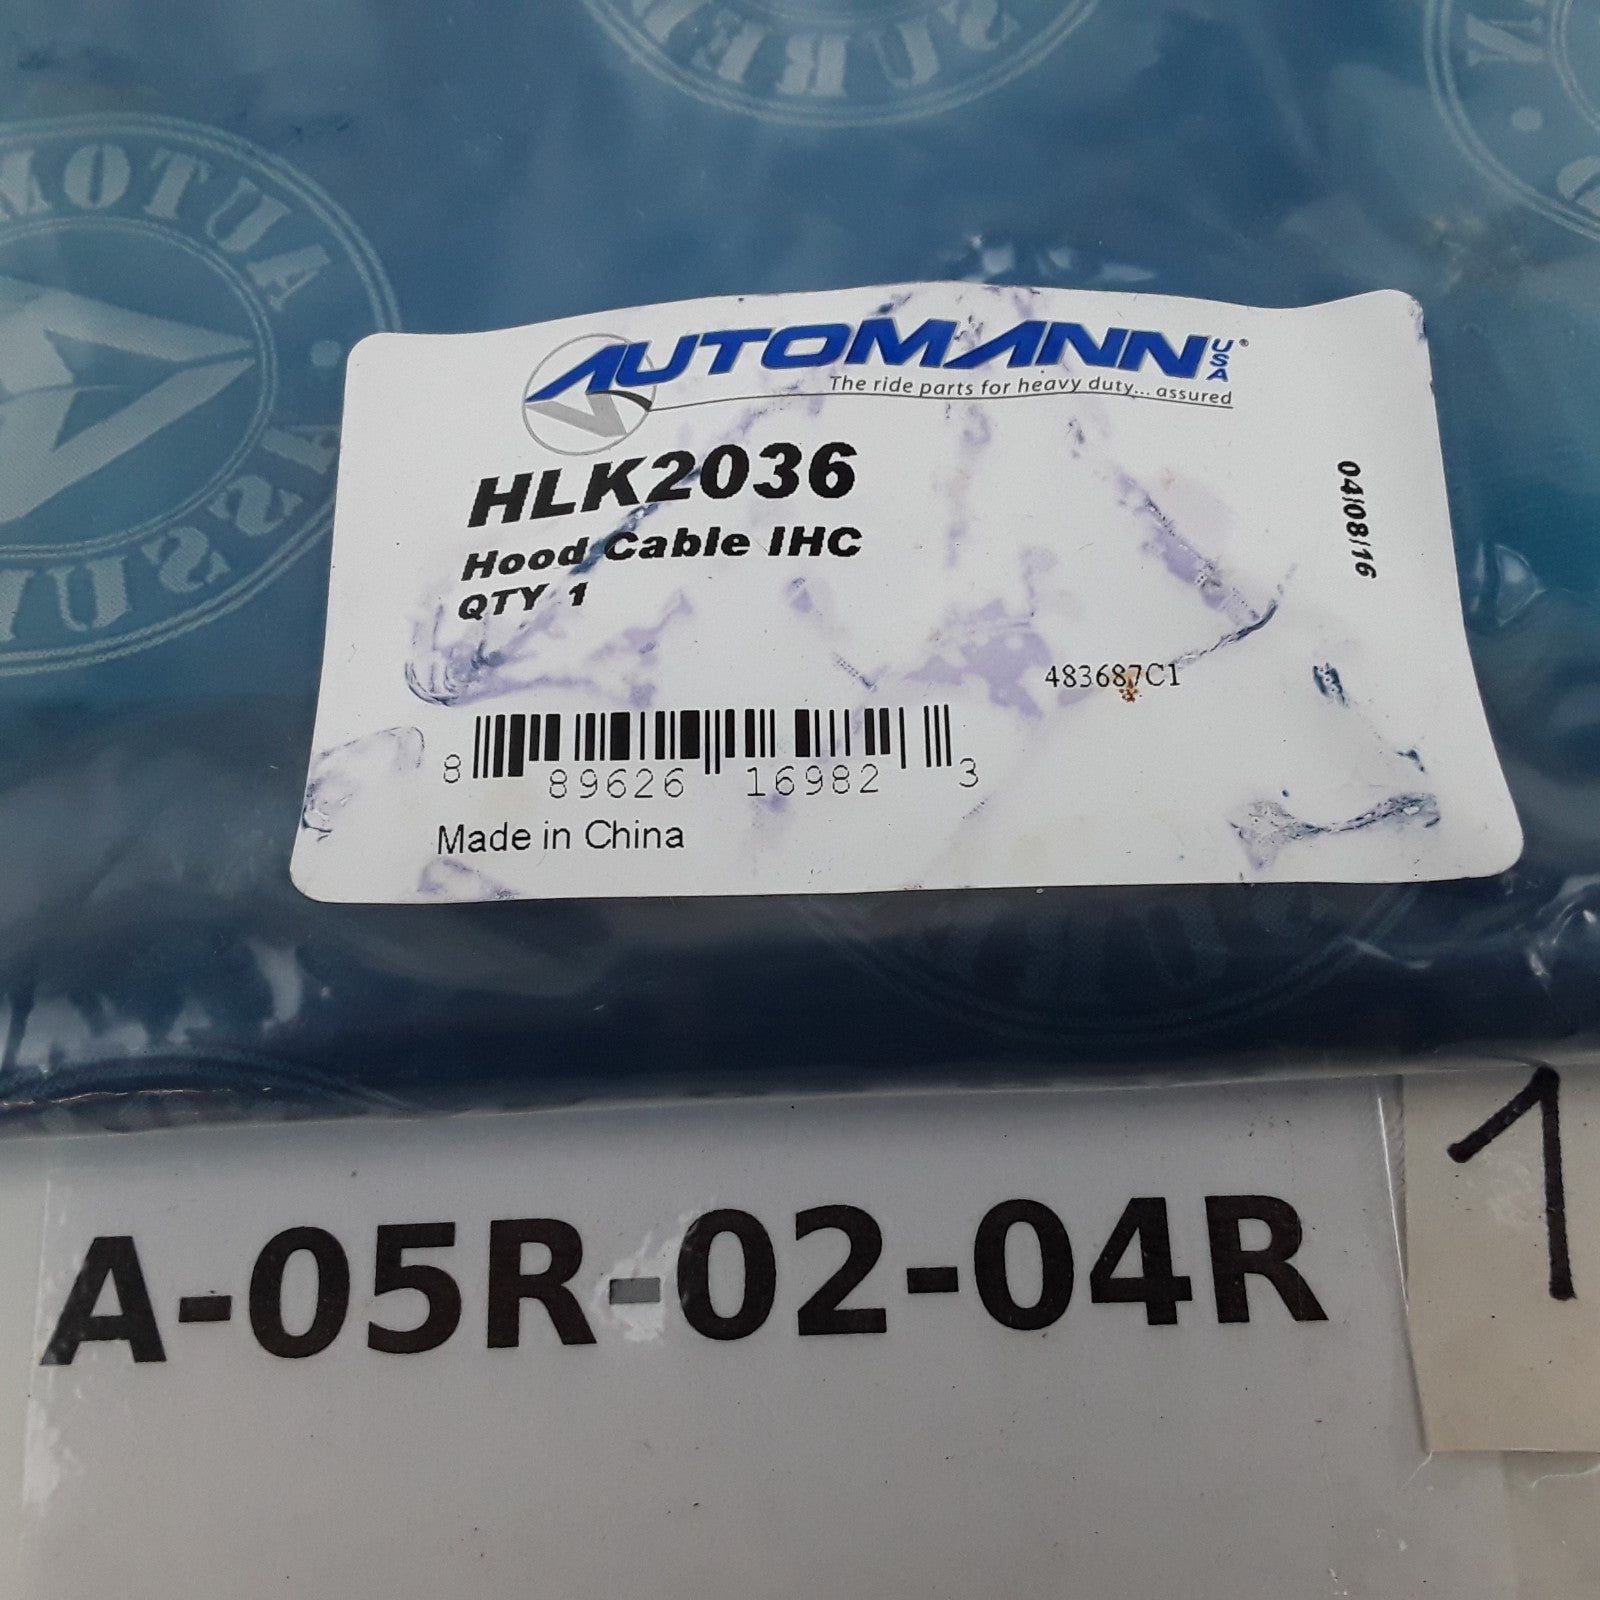 AUTOMANN USA®
The ride parts for heavy duty... assured
HLK2036
Hood Cable IHC
QTY 1
04/08/16
483687C1
8 89626 16982 3
Made in China
A-05R-02-04R
1